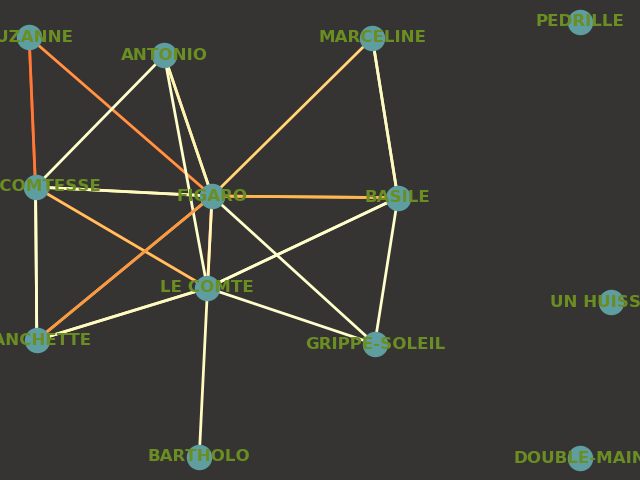 PEDRILLE
UZANNE
MARCELINE
ANTONIO
COMTESSE
FIGARO
BASILE
LE COMTE
UN HUISS
ANCHETTE
GRIPPE-SOLEIL
BARTHOLO
DOUBLE-MAIN